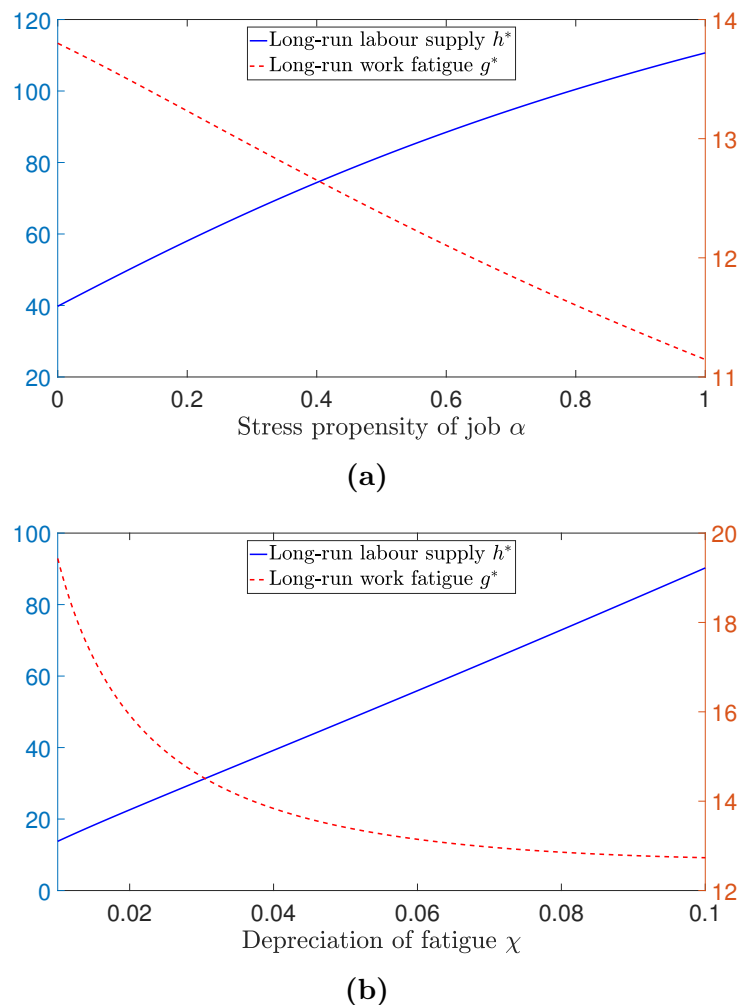 120
100
80
60
40
20
14
13
12
11
Long-run labour supply h*
Long-run work fatigue g*
0 0.2 0.4 0.6 0.8 1
Stress propensity of job α
(a)
100
80
60
40
20
0
20
18
16
14
12
Long-run labour supply h*
Long-run work fatigue g*
0.02 0.04 0.06 0.08 0.1
Depreciation of fatigue χ
(b)